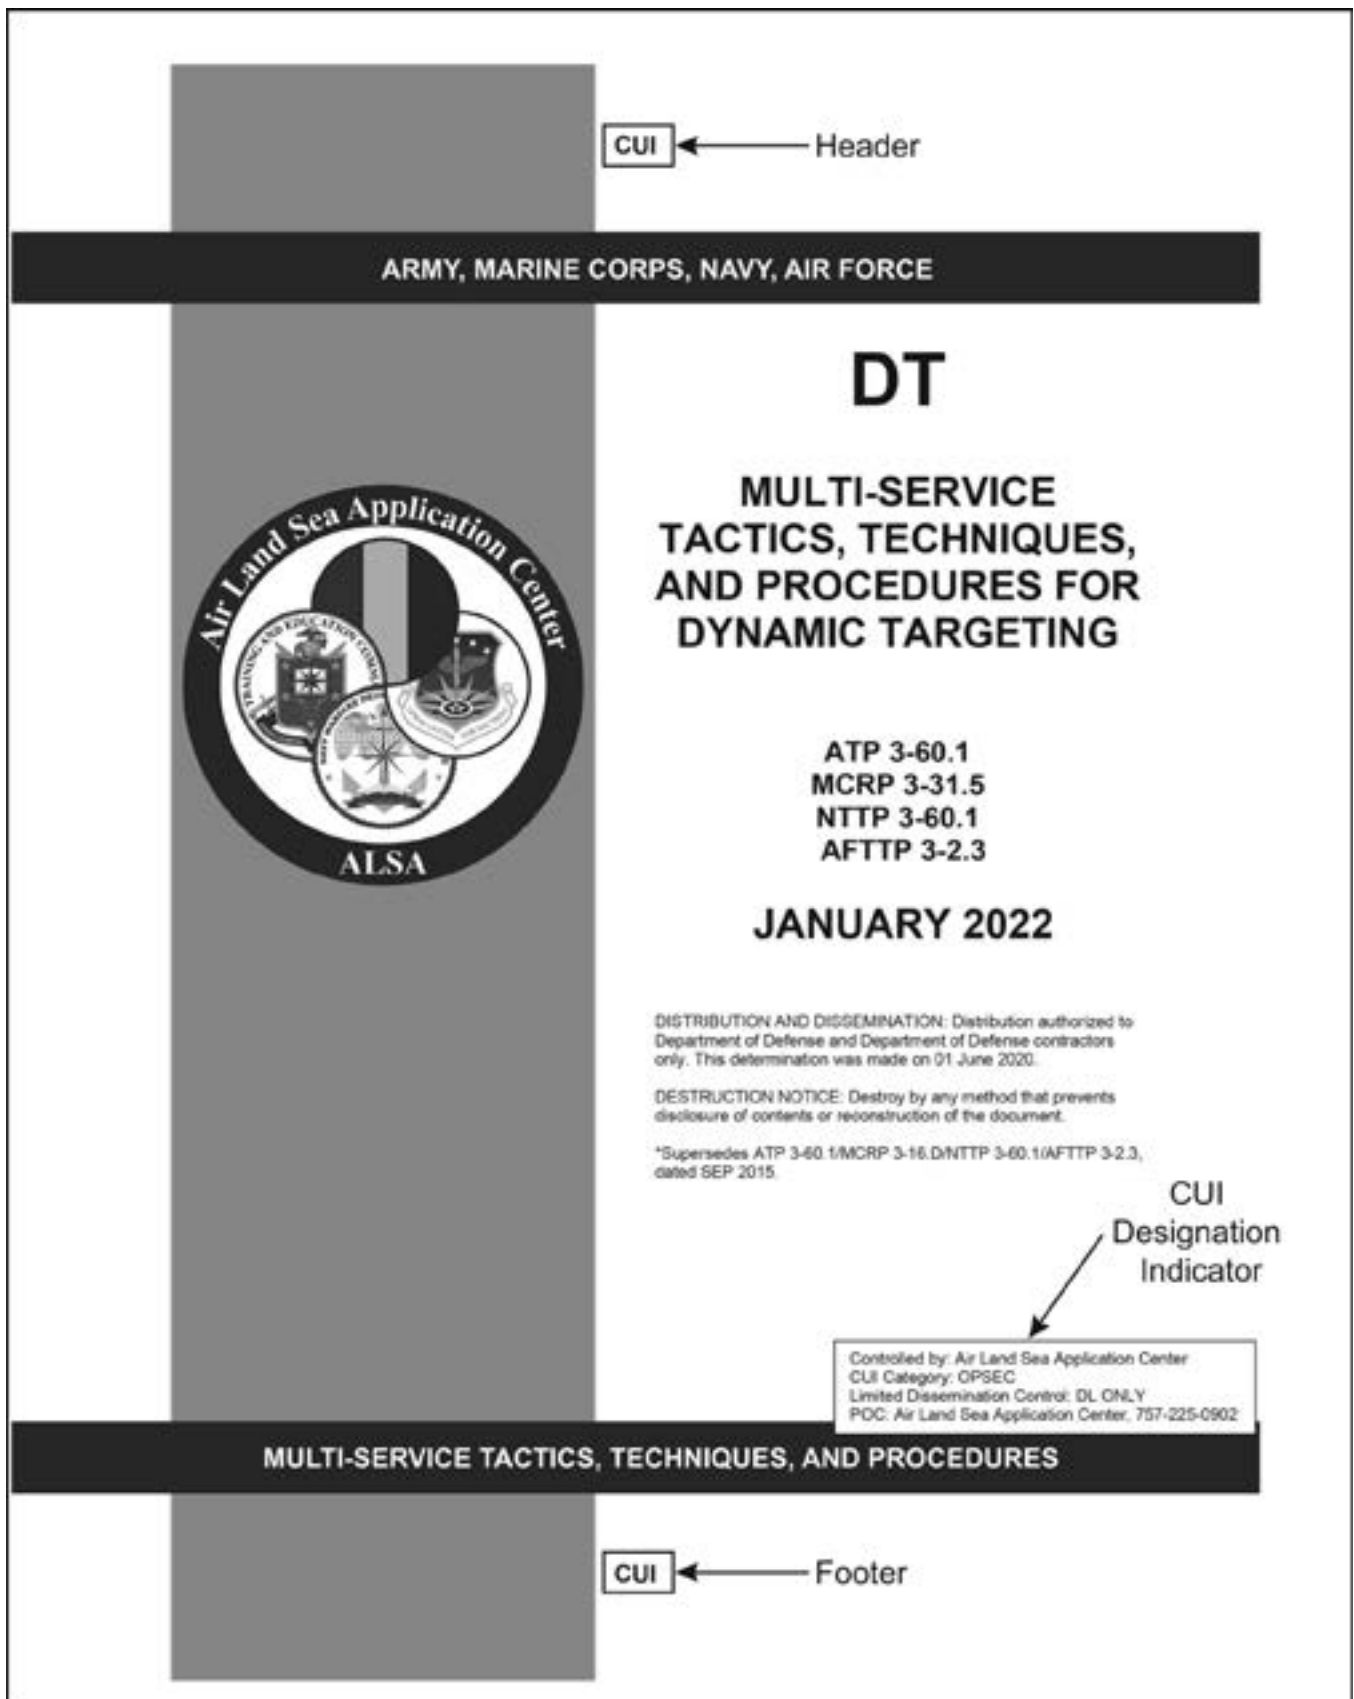 CUI
Header
ARMY, MARINE CORPS, NAVY, AIR FORCE
DT
MULTI-SERVICE
TACTICS, TECHNIQUES,
AND PROCEDURES FOR
DYNAMIC TARGETING
Air Land Sea Application Center
TRAINING AND EDUCATION
ALSA
ATP 3-60.1
MCRP 3-31.5
NTTP 3-60.1
AFTTP 3-2.3
JANUARY 2022
DISTRIBUTION AND DISSEMINATION: Distribution authorized to
Department of Defense and Department of Defense contractors
only. This determination was made on 01 June 2020.
DESTRUCTION NOTICE: Destroy by any method that prevents
disclosure of contents or reconstruction of the document.
*Supersedes ATP 3-60.1/MCRP 3-16.D/NTTP 3-60.1/AFTTP 3-2.3,
dated SEP 2015.
CUI
Designation
Indicator
Controlled by: Air Land Sea Application Center
CUI Category: OPSEC
Limited Dissemination Control: DL ONLY
POC: Air Land Sea Application Center, 757-225-0902
MULTI-SERVICE TACTICS, TECHNIQUES, AND PROCEDURES
CUI
Footer